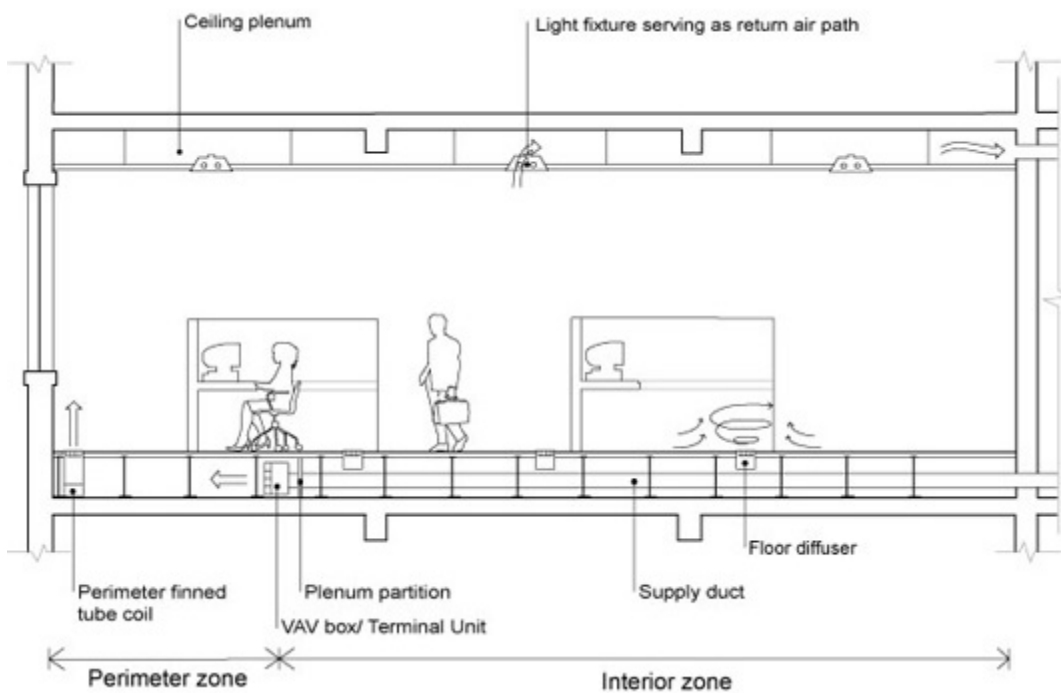 Ceiling plenum
Light fixture serving as return air path
Floor diffuser
Perimeter finned
tube coil
Plenum partition
Supply duct
VAV box/ Terminal Unit
Perimeter zone
Interior zone